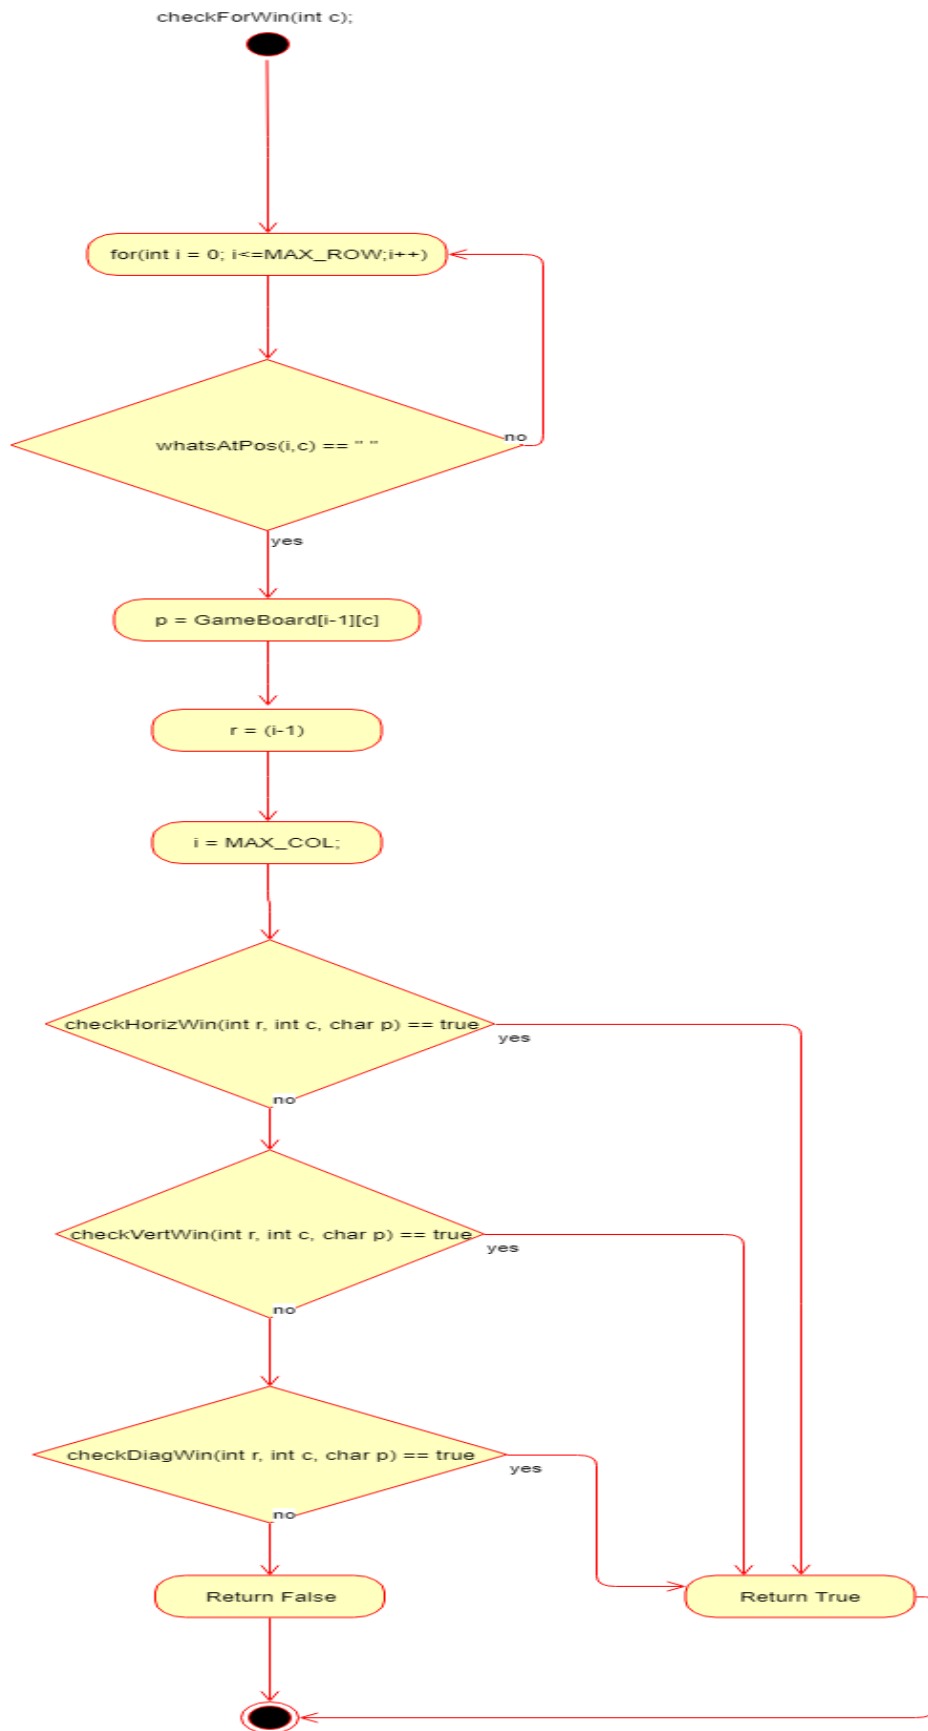 checkForWin(int c);
for(int i = 0; i<=MAX_ROW;i++)
whatsAtPos(i,c) == " "
no
yes
p = GameBoard[i-1][c]
r = (i-1)
i = MAX_COL;
checkHorizWin(int r, int c, char p) == true
yes
no
checkVertWin(int r, int c, char p) == true
yes
no
checkDiagWin(int r, int c, char p) == true
yes
no
Return False
Return True